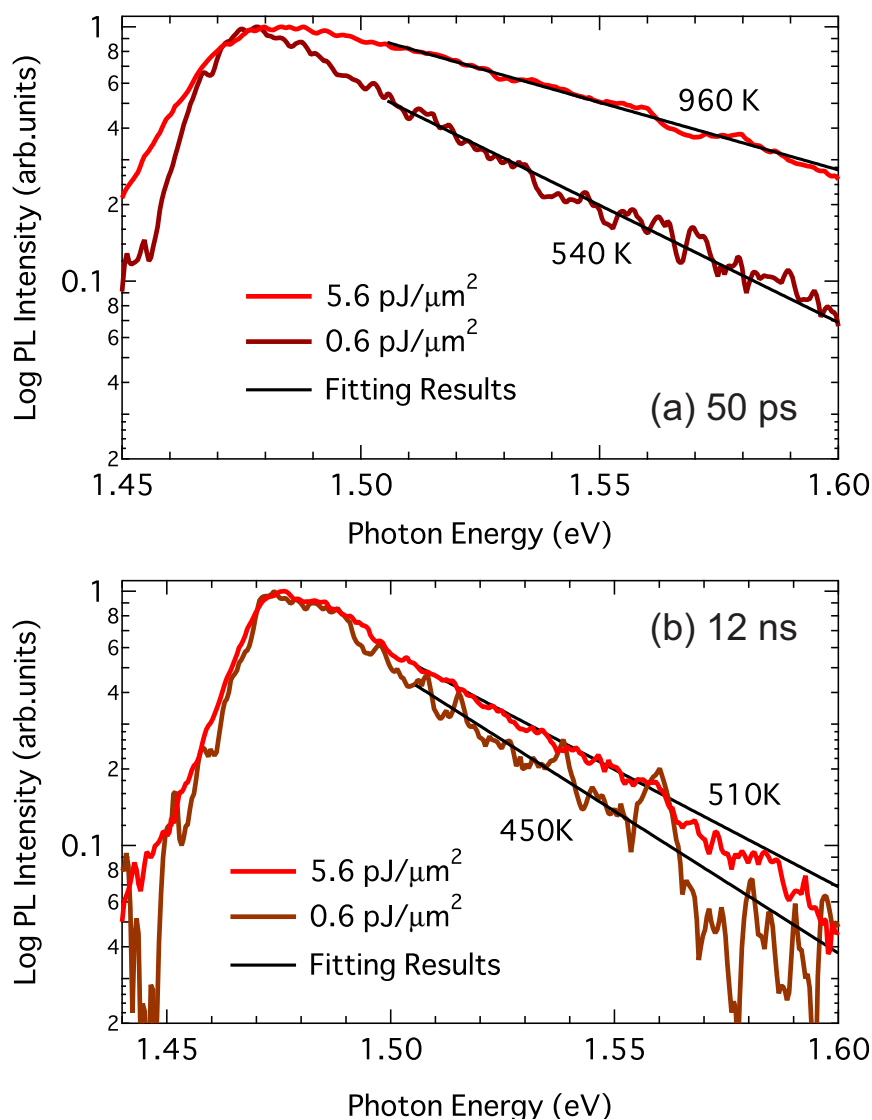 1
8
6
4
2
0.1
8
6
4
2
Log PL Intensity (arb.units)
960 K
540 K
5.6 pJ/μm²
0.6 pJ/μm²
Fitting Results
(a) 50 ps
1.45 1.50 1.55 1.60
Photon Energy (eV)
1
8
6
4
2
0.1
8
6
4
2
Log PL Intensity (arb.units)
(b) 12 ns
510K
450K
5.6 pJ/μm²
0.6 pJ/μm²
Fitting Results
1.45 1.50 1.55 1.60
Photon Energy (eV)